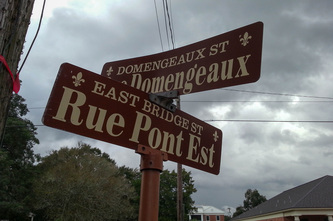 DOMENGEAUX ST
Rue Domengeaux
EAST BRIDGE ST
Rue Pont Est